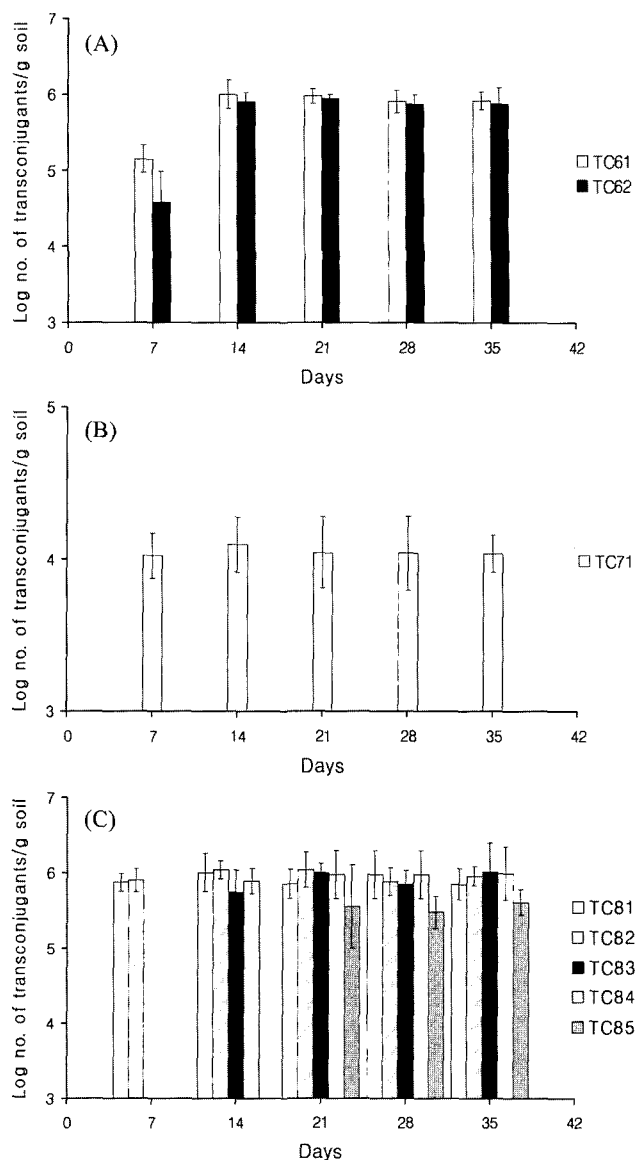 (A)
Log no. of transconjugants/g soil
7
6
5
4
3
0 7 14 21 28 35 42
Days
TC61
TC62
(B)
Log no. of transconjugants/g soil
5
4
3
0 7 14 21 28 35 42
Days
TC71
(C)
Log no. of transconjugants/g soil
7
6
5
4
3
0 7 14 21 28 35 42
Days
TC81
TC82
TC83
TC84
TC85